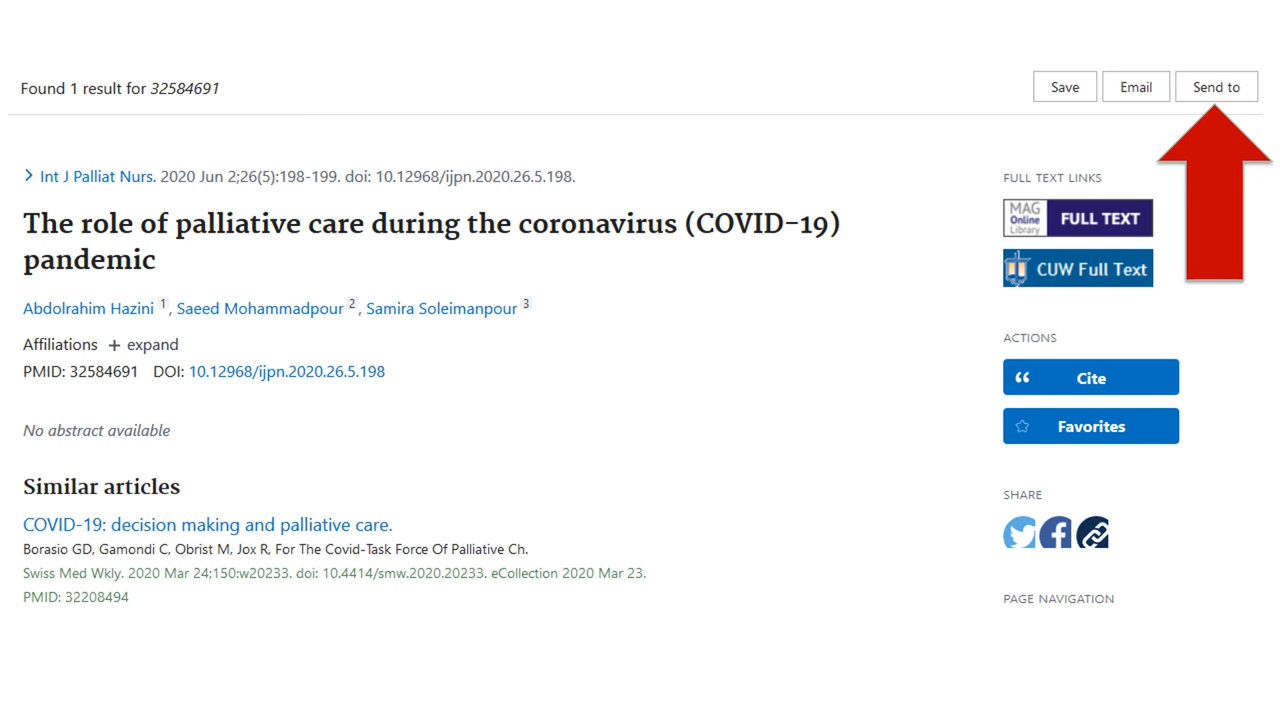 Found 1 result for 32584691
Save
Email
Send to
Int J Palliat Nurs. 2020 Jun 2;26(5):198-199. doi: 10.12968/ijpn.2020.26.5.198.
The role of palliative care during the coronavirus (COVID-19)
pandemic
Abdolrahim Hazini 1, Saeed Mohammadpour 2, Samira Soleimanpour 3
Affiliations + expand
PMID: 32584691 DOI: 10.12968/ijpn.2020.26.5.198
No abstract available
Similar articles
COVID-19: decision making and palliative care.
Borasio GD, Gamondi C, Obrist M, Jox R, For The Covid-Task Force Of Palliative Ch.
Swiss Med Wkly. 2020 Mar 24;150:w20233. doi: 10.4414/smw.2020.20233. eCollection 2020 Mar 23.
PMID: 32208494
FULL TEXT LINKS
MAG
Online
Library
FULL TEXT
CUW Full Text
ACTIONS
Cite
Favorites
SHARE
PAGE NAVIGATION